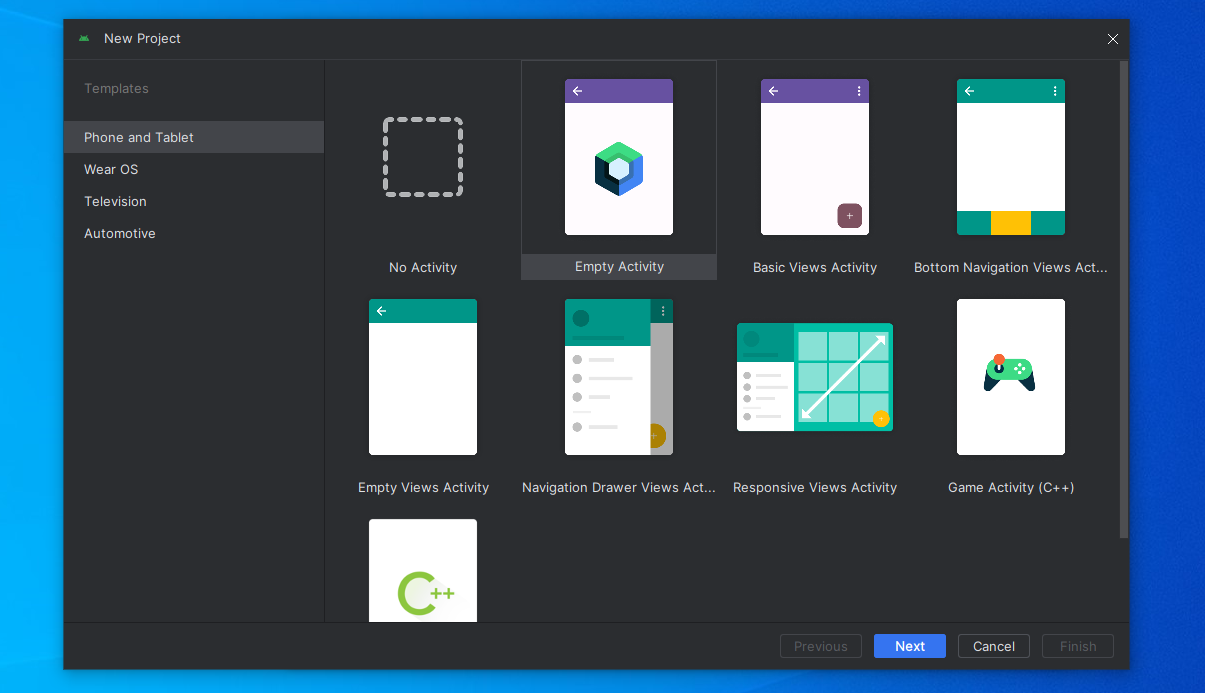 New Project
Templates
Phone and Tablet
Wear OS
Television
Automotive
No Activity
Empty Activity
Basic Views Activity
Bottom Navigation Views Act...
Empty Views Activity
Navigation Drawer Views Act...
Responsive Views Activity
Game Activity (C++)
C++
Previous
Next
Cancel
Finish